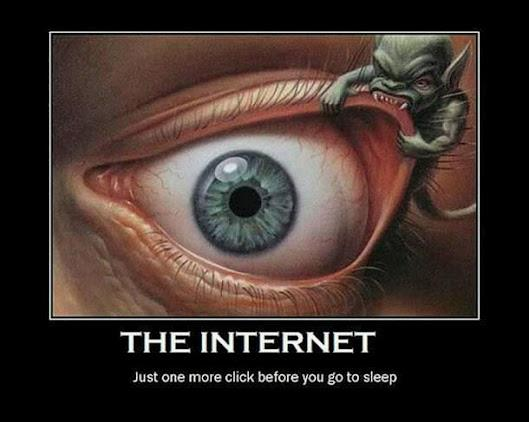 THE INTERNET
Just one more click before you go to sleep